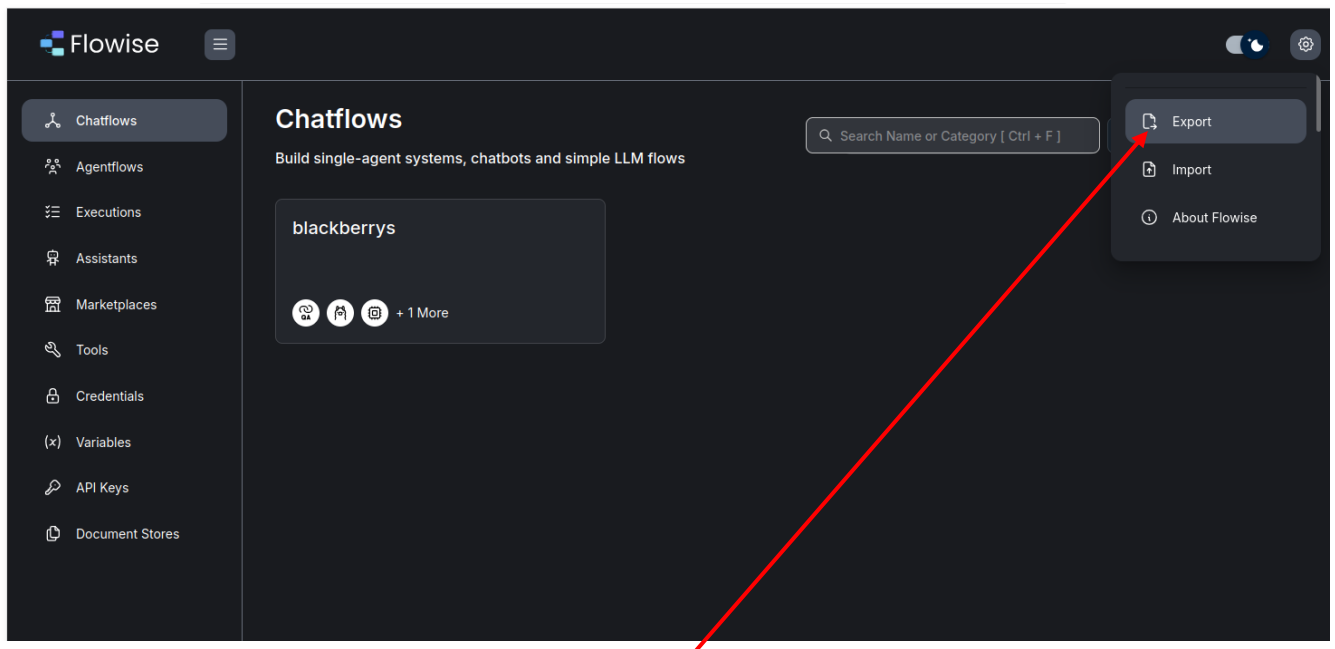 Flowise
Chatflows
Agentflows
Executions
Assistants
Marketplaces
Tools
Credentials
(x) Variables
API Keys
Document Stores
Chatflows
Build single-agent systems, chatbots and simple LLM flows
Search Name or Category [ Ctrl + F ]
blackberrys
QA
+ 1 More
Export
Import
About Flowise